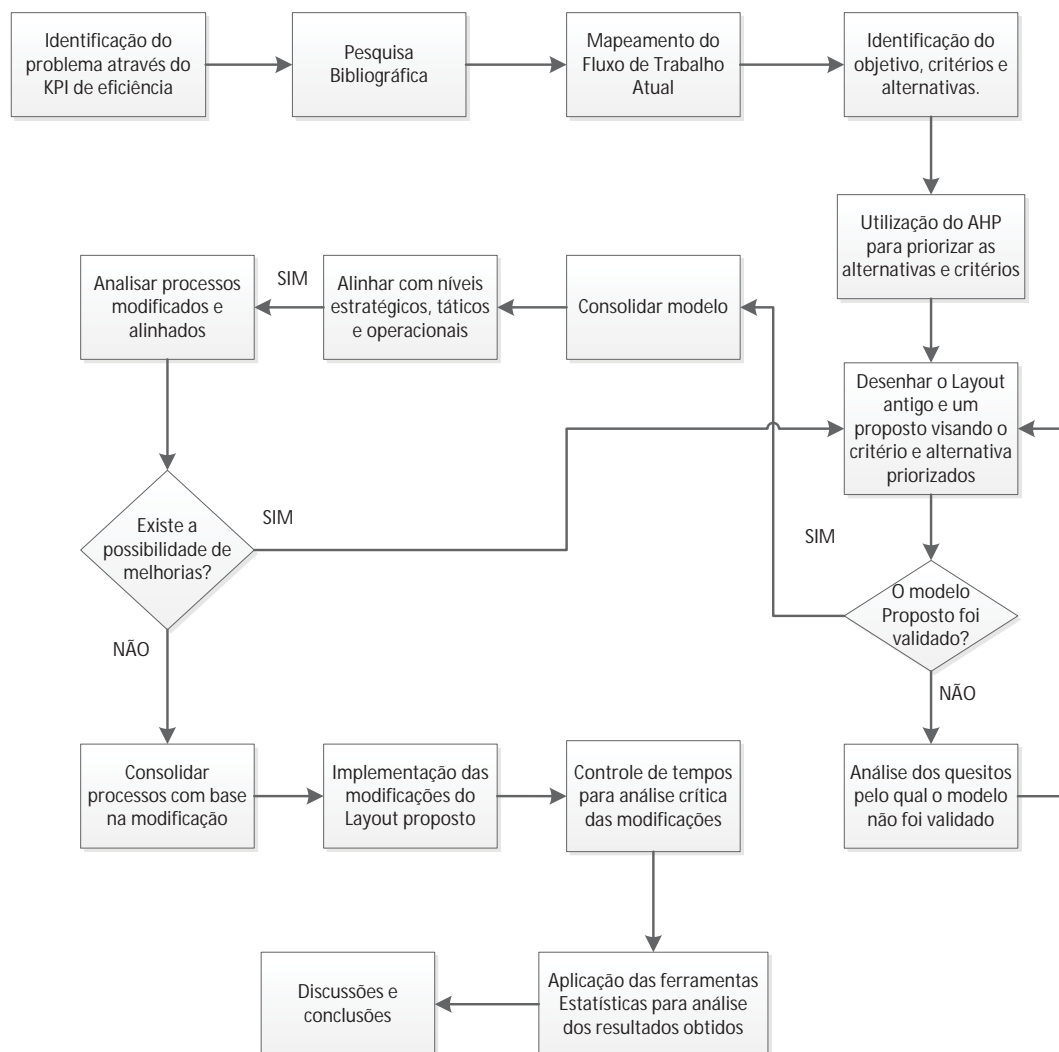 Identificação do
problema através do
KPI de eficiência
Pesquisa
Bibliográfica
Mapeamento do
Fluxo de Trabalho
Atual
Identificação do
objetivo, critérios e
alternativas.
Utilização do AHP
para priorizar as
alternativas e critérios
Analisar processos
modificados e
alinhados
SIM
Alinhar com níveis
estratégicos, táticos
e operacionais
Consolidar modelo
Desenhar o Layout
antigo e um
proposto visando o
critério e alternativa
priorizados
Existe a
possibilidade de
melhorias?
SIM
SIM
O modelo
Proposto foi
validado?
NÃO
NÃO
Consolidar
processos com base
na modificação
Implementação das
modificações do
Layout proposto
Controle de tempos
para análise crítica
das modificações
Análise dos quesitos
pelo qual o modelo
não foi validado
Discussões e
conclusões
Aplicação das ferramentas
Estatísticas para análise
dos resultados obtidos